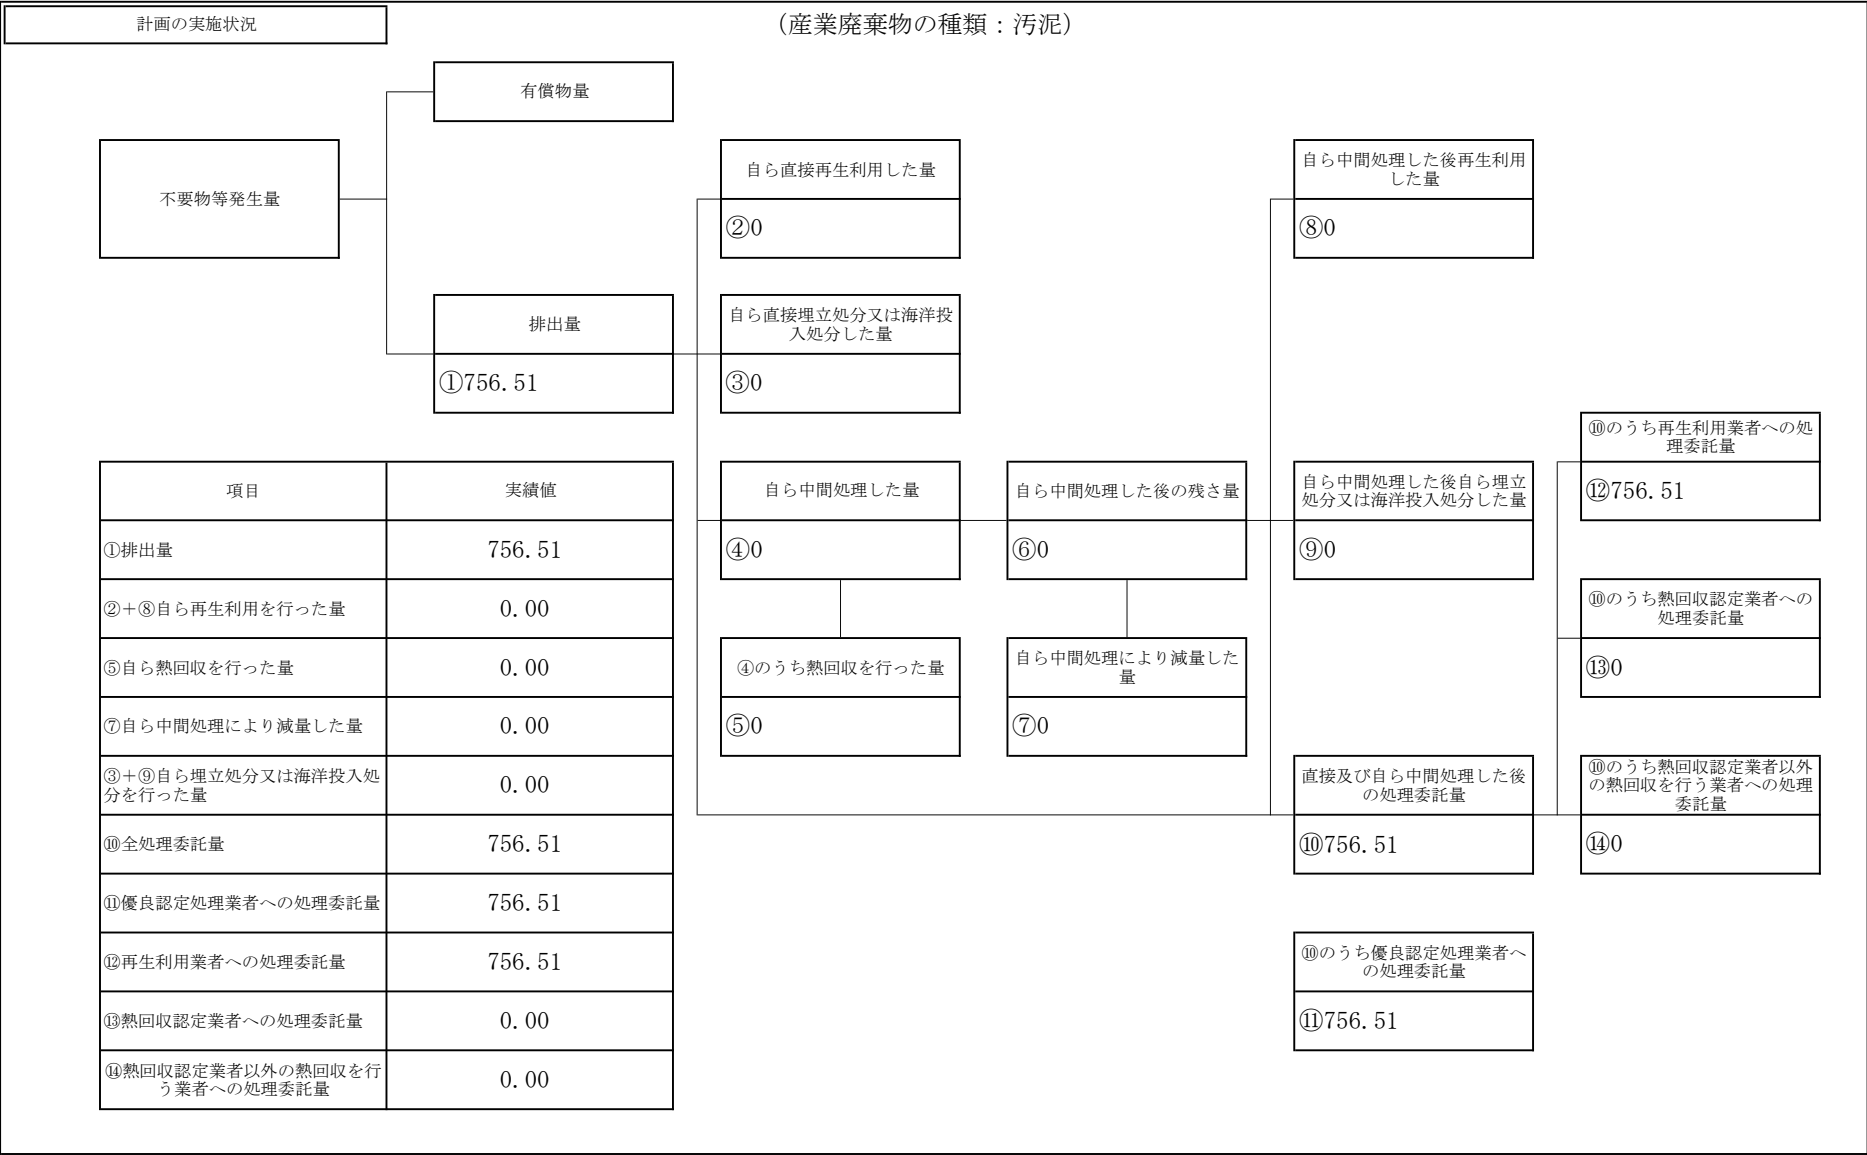 計画の実施状況
（産業廃棄物の種類：汚泥）
有償物量
不要物等発生量
自ら直接再生利用した量
②0
自ら中間処理した後再生利用
した量
⑧0
排出量
①756.51
自ら直接埋立処分又は海洋投
入処分した量
③0
⑩のうち再生利用業者への処
理委託量
⑫756.51
自ら中間処理した量
④0
自ら中間処理した後の残さ量
⑥0
自ら中間処理した後自ら埋立
処分又は海洋投入処分した量
⑨0
⑩のうち熱回収認定業者への
処理委託量
⑬0
④のうち熱回収を行った量
⑤0
自ら中間処理により減量した
量
⑦0
直接及び自ら中間処理した後
の処理委託量
⑩756.51
⑩のうち熱回収認定業者以外
の熱回収を行う業者への処理
委託量
⑭0
⑩のうち優良認定処理業者へ
の処理委託量
⑪756.51
項目 実績値
①排出量 756.51
②＋⑧自ら再生利用を行った量 0.00
⑤自ら熱回収を行った量 0.00
⑦自ら中間処理により減量した量 0.00
③＋⑨自ら埋立処分又は海洋投入処
分を行った量 0.00
⑩全処理委託量 756.51
⑪優良認定処理業者への処理委託量 756.51
⑫再生利用業者への処理委託量 756.51
⑬熱回収認定業者への処理委託量 0.00
⑭熱回収認定業者以外の熱回収を行
う業者への処理委託量 0.00